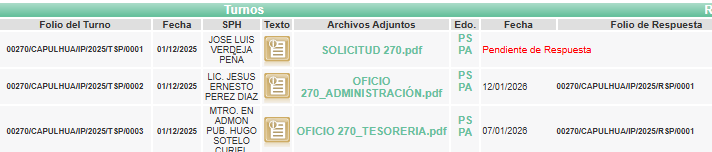 Turnos R
Folio del Turno Fecha SPH Texto Archivos Adjuntos Edo. Fecha Folio de Respuesta
00270/CAPULHUA/IP/2025/TSP/0001 01/12/2025 JOSE LUIS VERDEJA PEÑA SOLICITUD 270.pdf PS PA Pendiente de Respuesta
00270/CAPULHUA/IP/2025/TSP/0002 01/12/2025 LIC. JESUS ERNESTO PEREZ DIAZ OFICIO 270_ADMINISTRACIÓN.pdf PS PA 12/01/2026 00270/CAPULHUA/IP/2025/RSP/0001
00270/CAPULHUA/IP/2025/TSP/0003 01/12/2025 MTRO. EN ADMON PUB. HUGO SOTELO CURIEL OFICIO 270_TESORERIA.pdf PS PA 07/01/2026 00270/CAPULHUA/IP/2025/RSP/0001